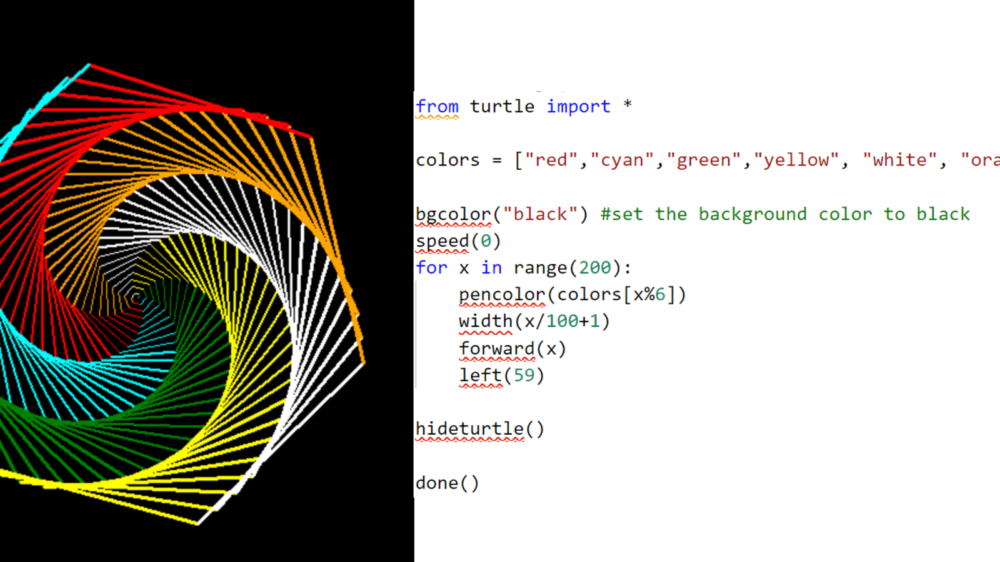 from turtle import *
colors = ["red","cyan","green","yellow", "white", "ora
bgcolor("black") #set the background color to black
speed(0)
for x in range(200):
    pencolor(colors[x%6])
    width(x/100+1)
    forward(x)
    left(59)
hideturtle()
done()